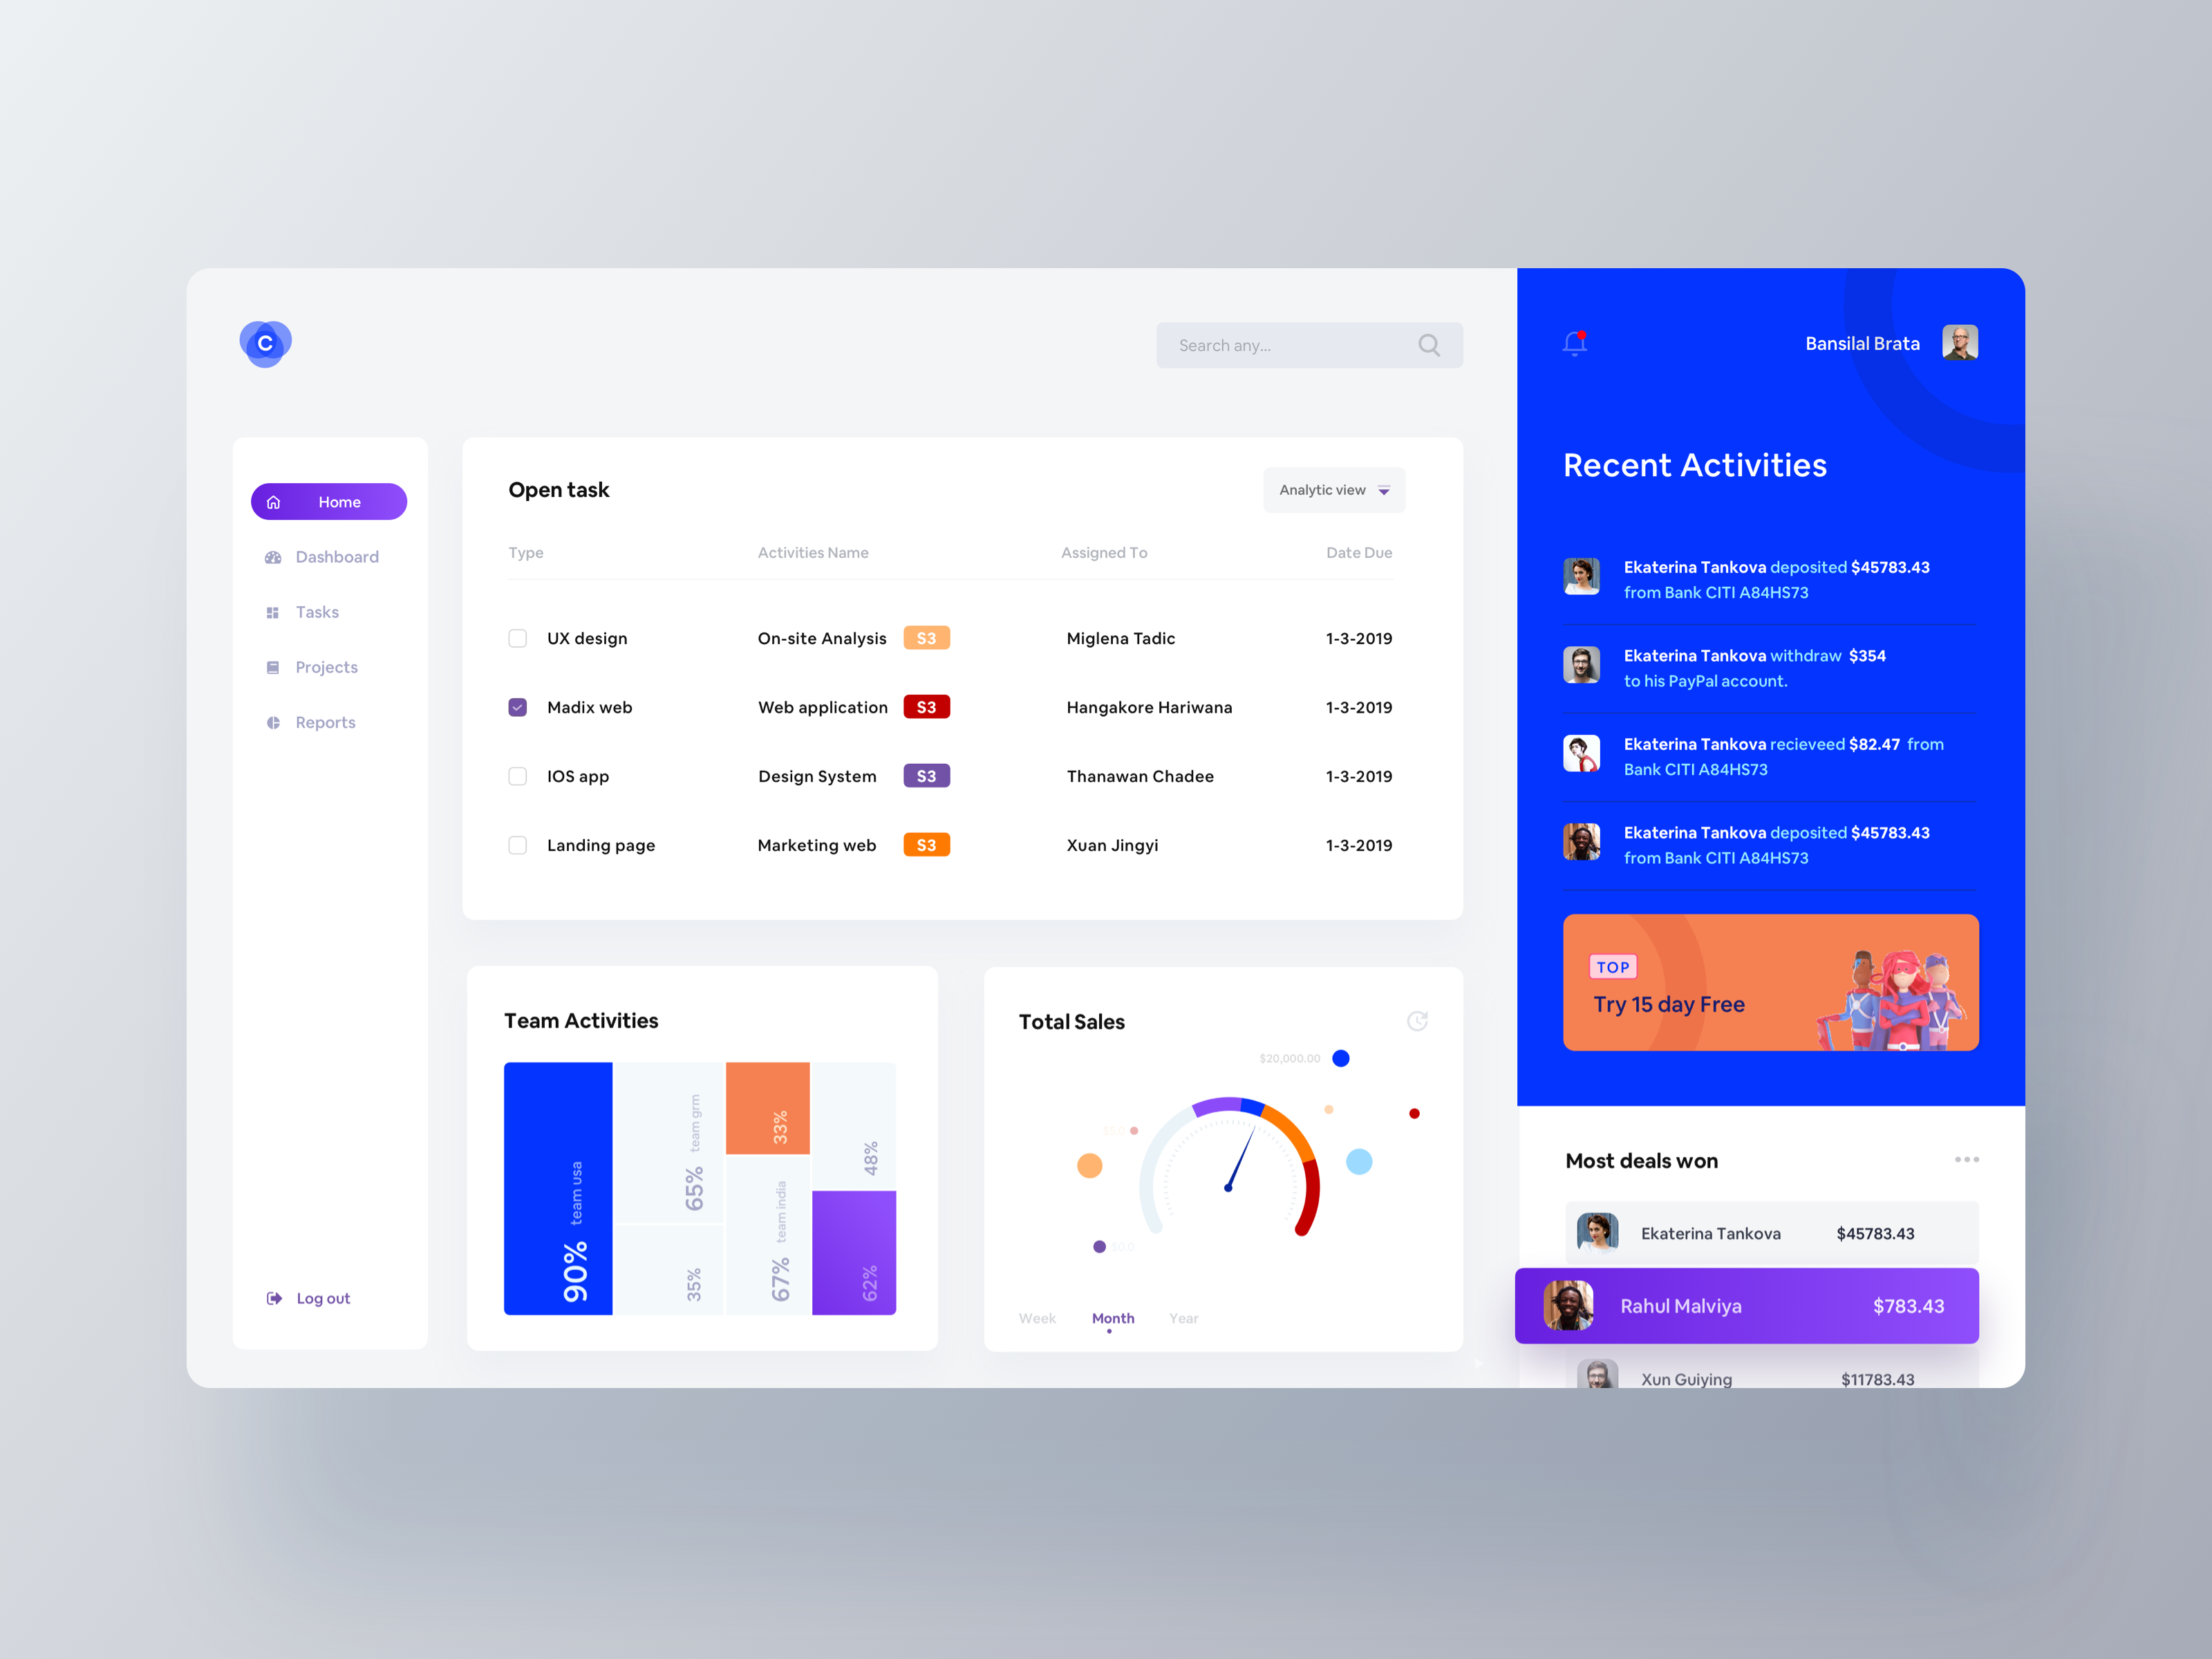 C
Search any...
Bansilal Brata
Home
Dashboard
Tasks
Projects
Reports
Log out
Open task
Analytic view
Type Activities Name Assigned To Date Due
UX design On-site Analysis S3 Miglena Tadic 1-3-2019
Madix web Web application S3 Hangakore Hariwana 1-3-2019
IOS app Design System S3 Thanawan Chadee 1-3-2019
Landing page Marketing web S3 Xuan Jingyi 1-3-2019
Team Activities
90% team usa
65% team grm
35%
33%
67% team india
48%
62%
Total Sales
$20,000.00
$0.0
Week Month Year
Recent Activities
Ekaterina Tankova deposited $45783.43
from Bank CITI A84HS73
Ekaterina Tankova withdraw $354
to his PayPal account.
Ekaterina Tankova recieveed $82.47 from
Bank CITI A84HS73
Ekaterina Tankova deposited $45783.43
from Bank CITI A84HS73
TOP
Try 15 day Free
Most deals won
Ekaterina Tankova $45783.43
Rahul Malviya $783.43
Xun Guiying $11783.43